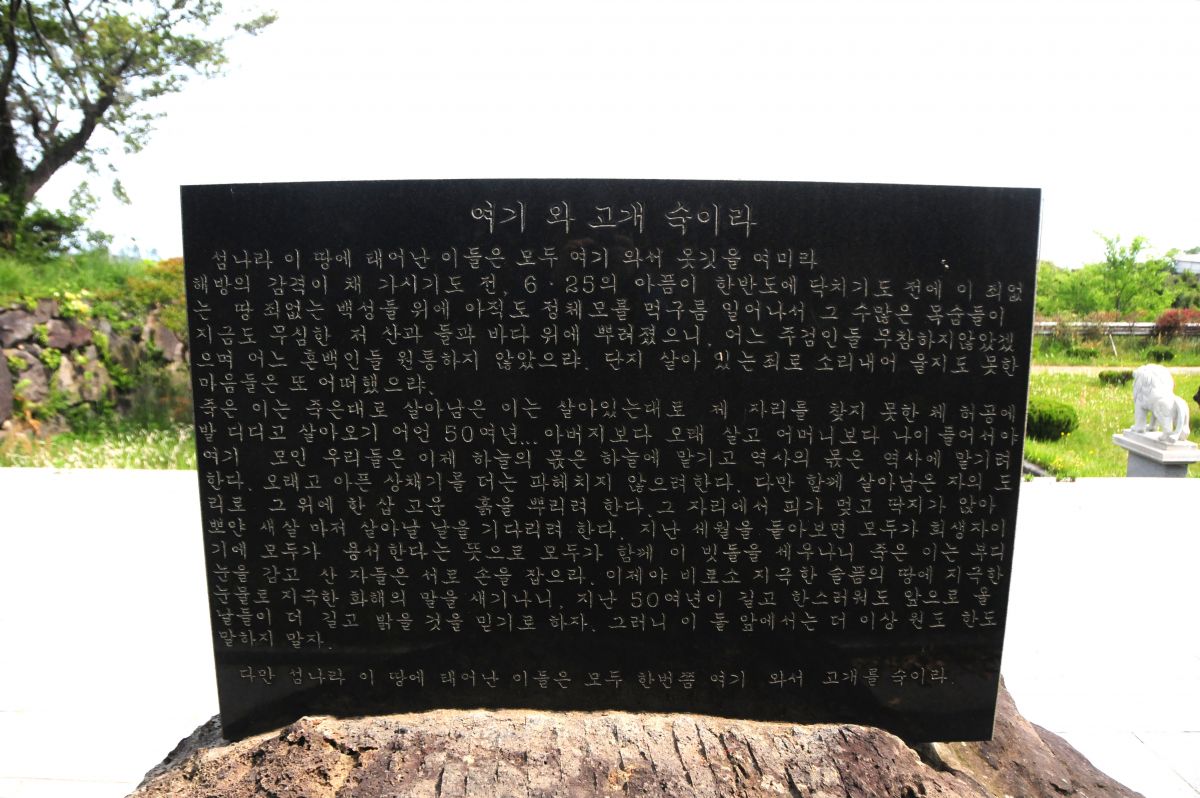 여기 와 고개 숙이라
섬나라 이 땅에 태어난 이들은 모두 여기 와서 옷깃을 여미라
해방의 감격이 채 가시기도 전, 6·25의 아픔이 한반도에 닥치기도 전에 이 죄없
는 땅 죄없는 백성들 위에 아직도 정체모를 먹구름 일어나서 그 수많은 목숨들이
지금도 무심한 저 산과 들과 바다 위에 뿌려졌으니, 어느 주검인들 무참하지않았겠
으며 어느 혼백인들 원통하지 않았으랴. 단지 살아 있는죄로 소리내어 울지도 못한
마음들은 또 어떠했으랴.
죽은 이는 죽은대로 살아남은 이는 살아있는대로 제 자리를 찾지 못한 체 허공에
발 디디고 살아오기 어언 50여년... 아버지보다 오래 살고 어머니보다 나이 들어서야
여기 모인 우리들은 이제 하늘의 몫은 하늘에 맡기고 역사의 몫은 역사에 맡기려
한다. 오래고 아픈 상채기를 더는 파헤치지 않으려한다. 다만 함께 살아남은 자의 도
리로 그 위에 한 삽 고운 흙을 뿌리려 한다. 그 자리에서 피가 멎고 딱지가 앉아
뽀얀 새살 마저 살아날 날을 기다리려 한다. 지난 세월을 돌아보면 모두가 희생자이
기에 모두가 용서한다는 뜻으로 모두가 함께 이 빗돌을 세우나니 죽은 이는 부디
눈을 감고 산 자들은 서로 손을 잡으라. 이제야 비로소 지극한 슬픔의 땅에 지극한
눈물로 지극한 화해의 말을 새기나니, 지난 50여년이 길고 한스러워도 앞으로 올
날들이 더 길고 밝을 것을 믿기로 하자. 그러니 이 돌 앞에서는 더 이상 원도 한도
말하지 말자.
다만 섬나라 이 땅에 태어난 이들은 모두 한번쯤 여기 와서 고개를 숙이라.